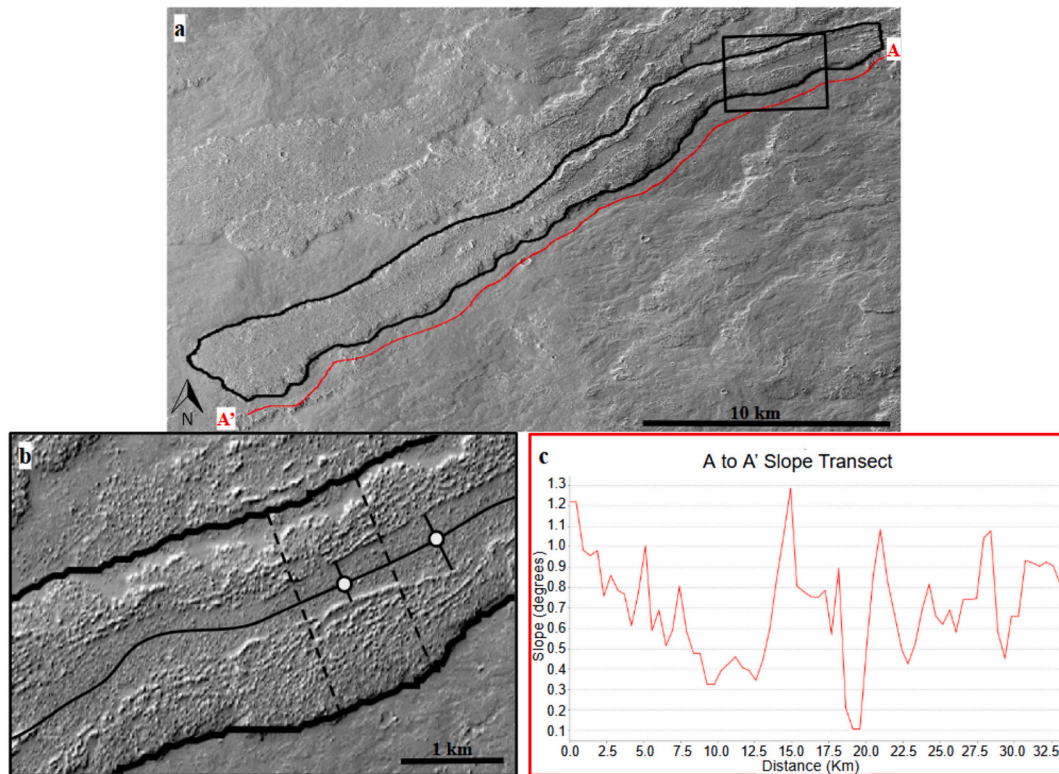 a
A
N
A'
10 km
b
1 km
c
A to A' Slope Transect
Slope (degrees)
1.3
1.2
1.1
1.0
0.9
0.8
0.7
0.6
0.5
0.4
0.3
0.2
0.1
0.0 2.5 5.0 7.5 10.0 12.5 15.0 17.5 20.0 22.5 25.0 27.5 30.0 32.5
Distance (Km)